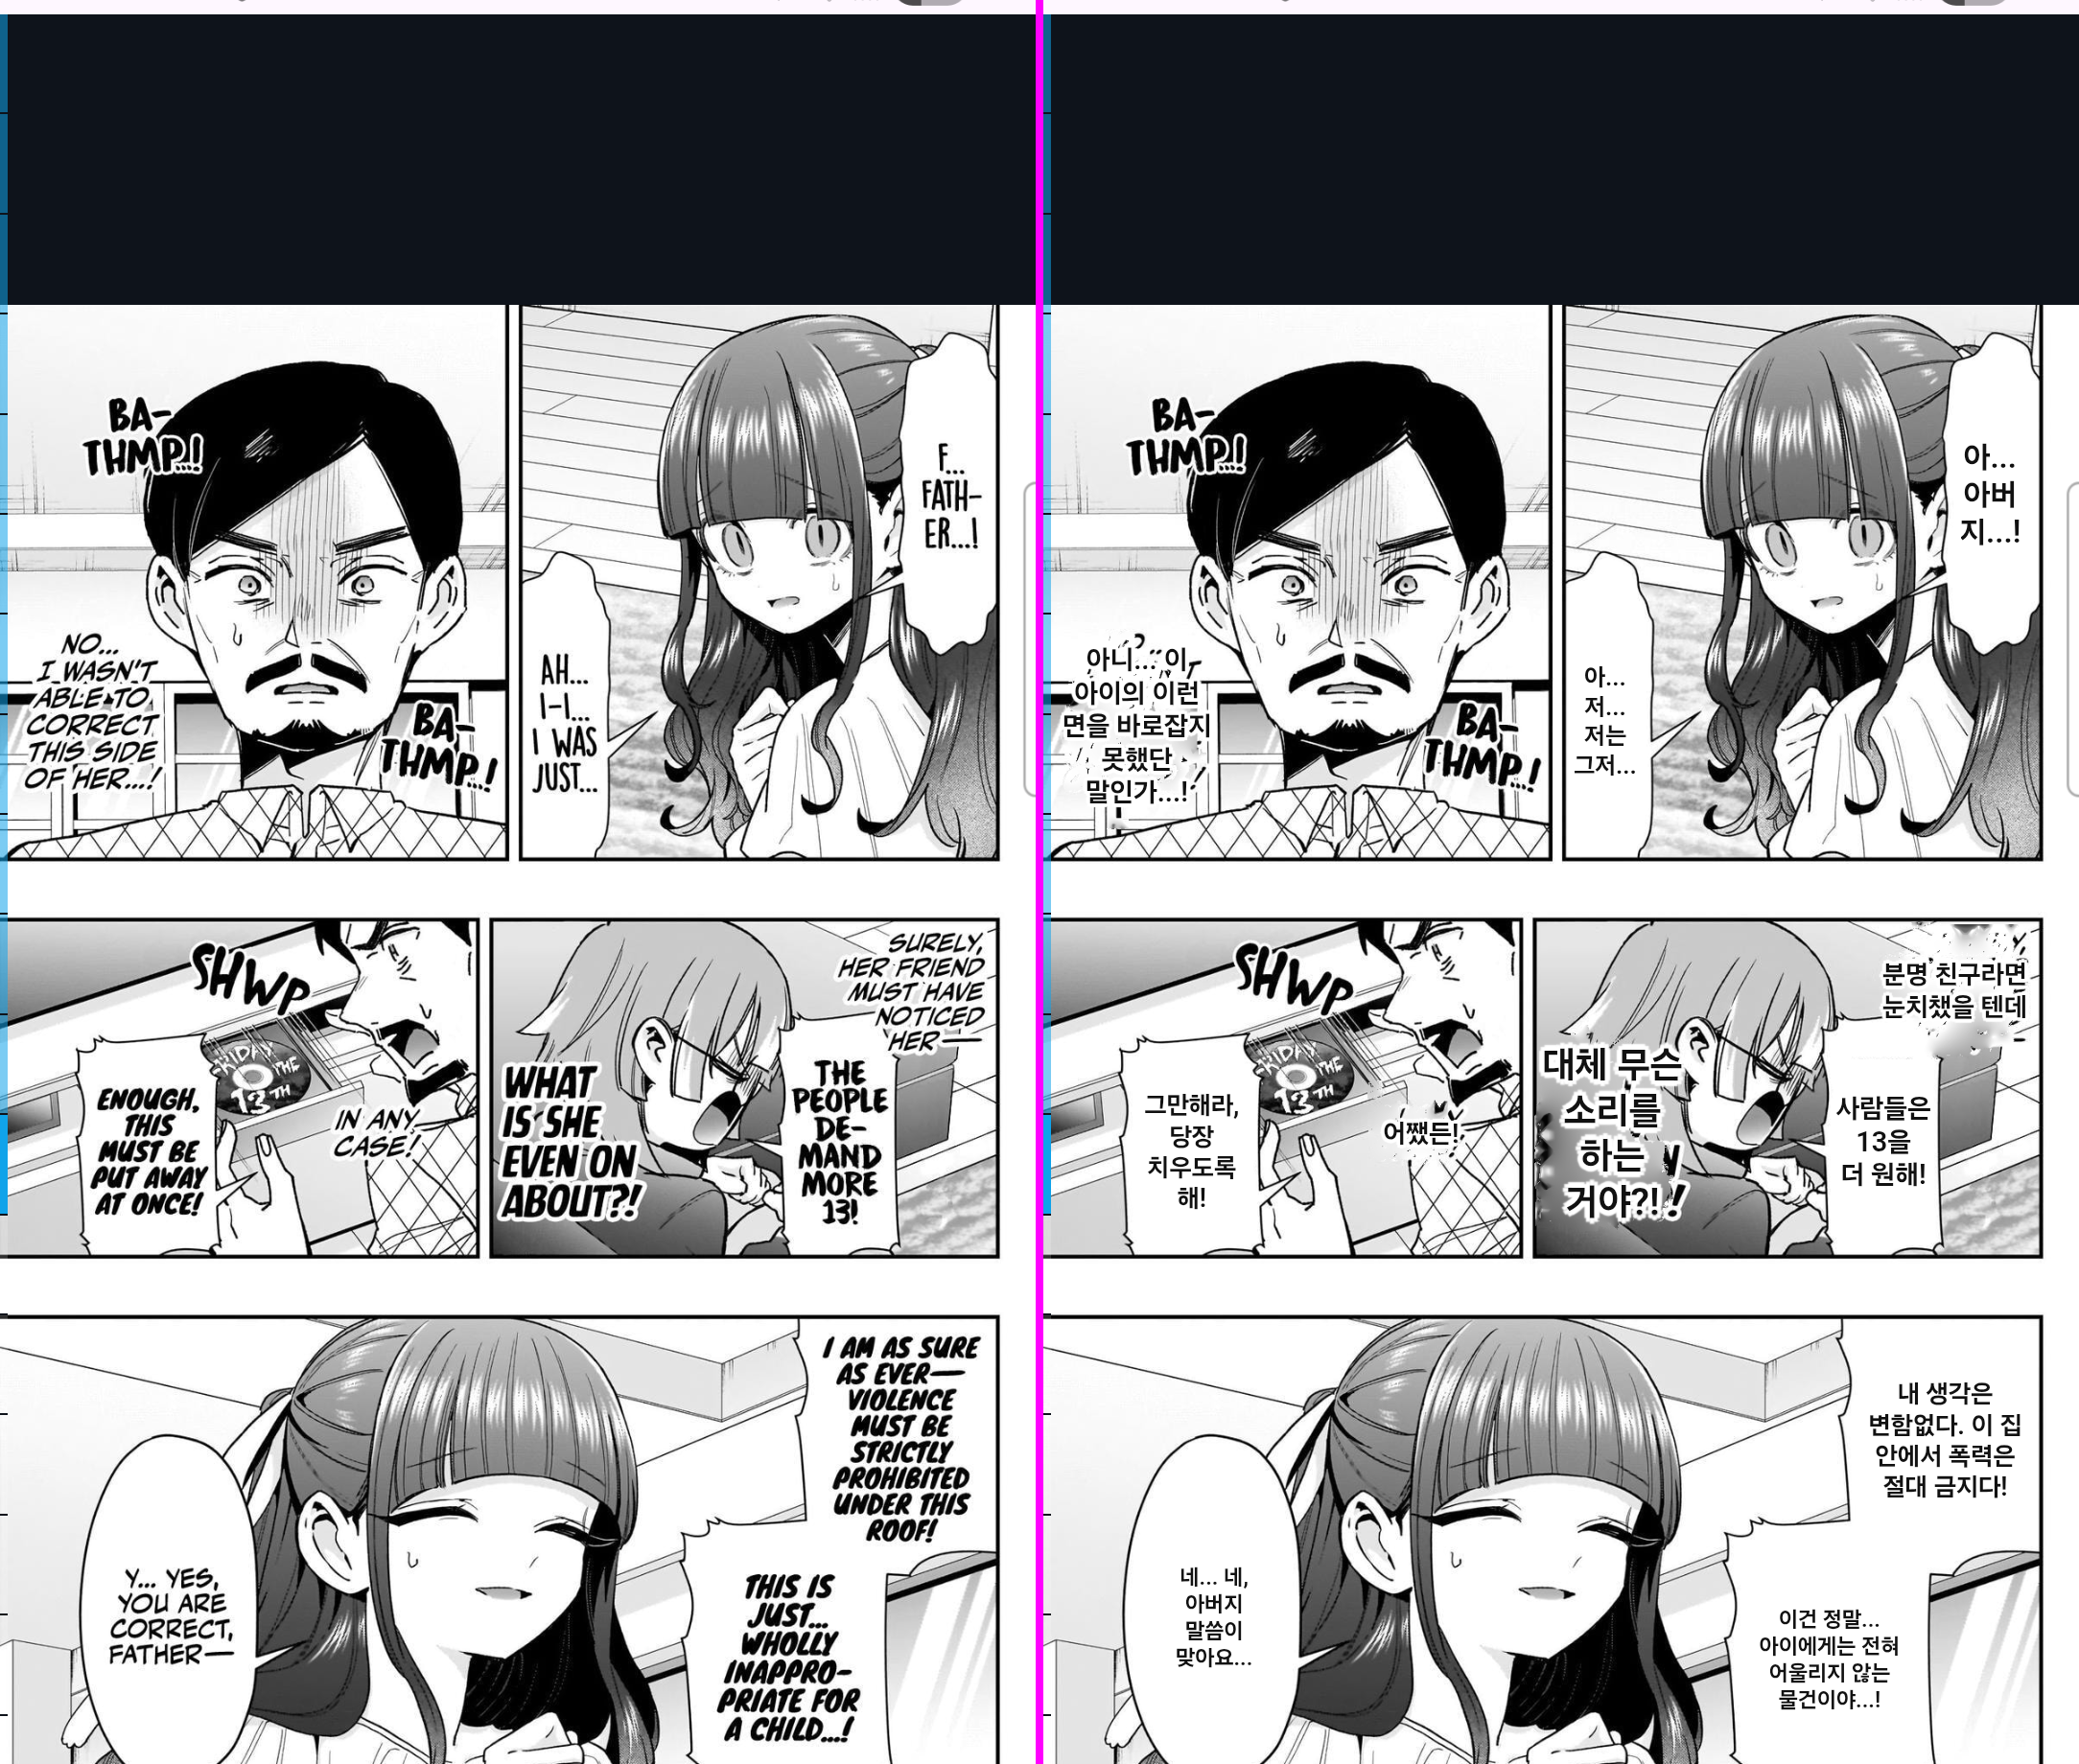 F...
FATH-
ER...!
AH...
I-I...
I WAS
JUST...
BA-
THMP...!
NO...
I WASN'T
ABLE TO
CORRECT
THIS SIDE
OF HER...!
BA-
THMP...!
SURELY,
HER FRIEND
MUST HAVE
NOTICED
HER—
THE
PEOPLE
DE-
MAND
MORE
13!
WHAT
IS SHE
EVEN ON
ABOUT?!
SHWP
FRIDAY
THE
13TH
IN ANY
CASE!
ENOUGH,
THIS
MUST BE
PUT AWAY
AT ONCE!
I AM AS SURE
AS EVER—
VIOLENCE
MUST BE
STRICTLY
PROHIBITED
UNDER THIS
ROOF!
THIS IS
JUST...
WHOLLY
INAPPRO-
PRIATE FOR
A CHILD...!
Y... YES,
YOU ARE
CORRECT,
FATHER—
아...
아버
지...!
아...
저...
저는
그저...
BA-
THMP...!
아니... 이
아이의 이런
면을 바로잡지
못했단
말인가...!
BA-
THMP...!
분명 친구라면
눈치챘을 텐데
사람들은
13을
더 원해!
대체 무슨
소리를
하는
거야?!
SHWP
FRIDAY
THE
13TH
어쨌든!
그만해라,
당장
치우도록
해!
내 생각은
변함없다. 이 집
안에서 폭력은
절대 금지다!
이건 정말...
아이에게는 전혀
어울리지 않는
물건이야...!
네... 네,
아버지
말씀이
맞아요...